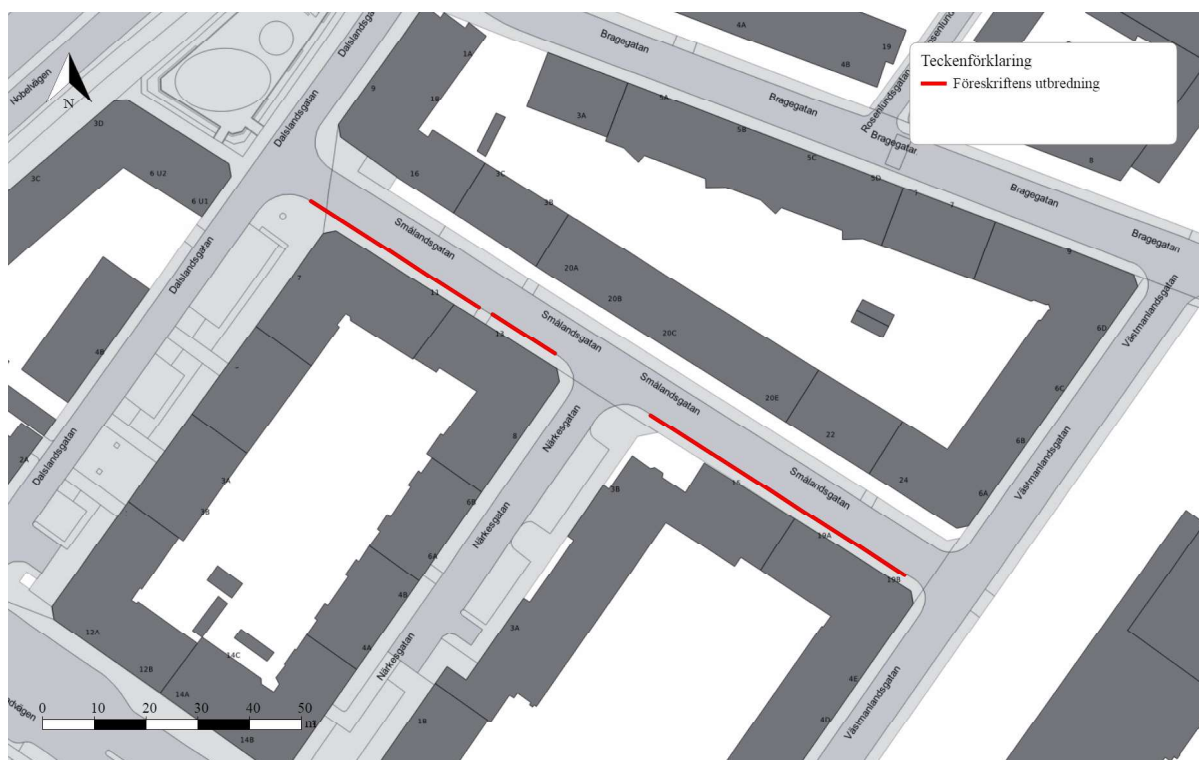 Teckenförklaring
Föreskriftens utbredning
N
Nobelvägen
Dalslandsgatan
Dalslandsgatan
Dalslandsgatan
Bragegatan
Bragegatan
Bragegatan
Bragegatan
Bragegatan
Rosenlundsgatan
4A
4B
19
8
1A
9
1B
16
3A
5A
5B
5C
5D
9
3C
3B
3D
3C
6 U2
6 U1
Smålandsgatan
Smålandsgatan
Smålandsgatan
Smålandsgatan
20A
20B
20C
20E
22
24
6A
6B
6C
6D
Västmanlandsgatan
Västmanlandsgatan
Västmanlandsgatan
7
11
8
6B
6A
4B
4A
3A
3B
4B
2A
Närkesgatan
Närkesgatan
Närkesgatan
3B
3A
1B
19A
19B
4E
4D
12A
12B
14A
14B
14C
0 10 20 30 40 50
m